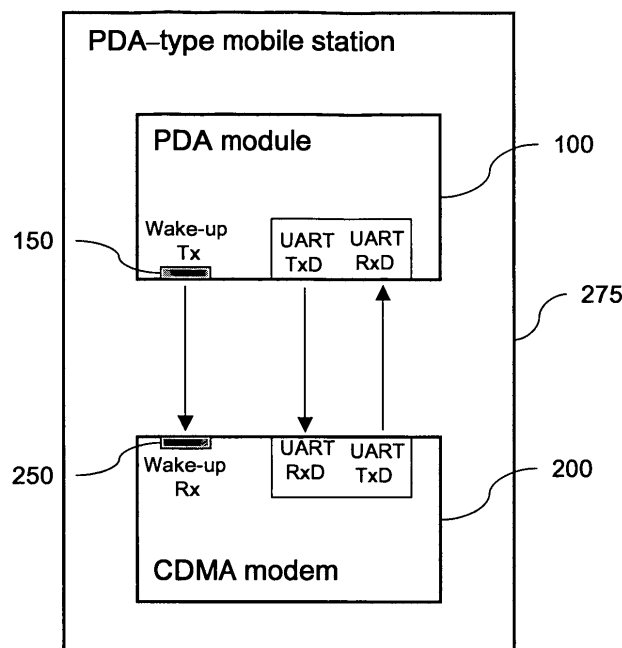 PDA–type mobile station
PDA module
100
150
Wake-up
Tx
UART
TxD
UART
RxD
275
250
Wake-up
Rx
UART
RxD
UART
TxD
200
CDMA modem